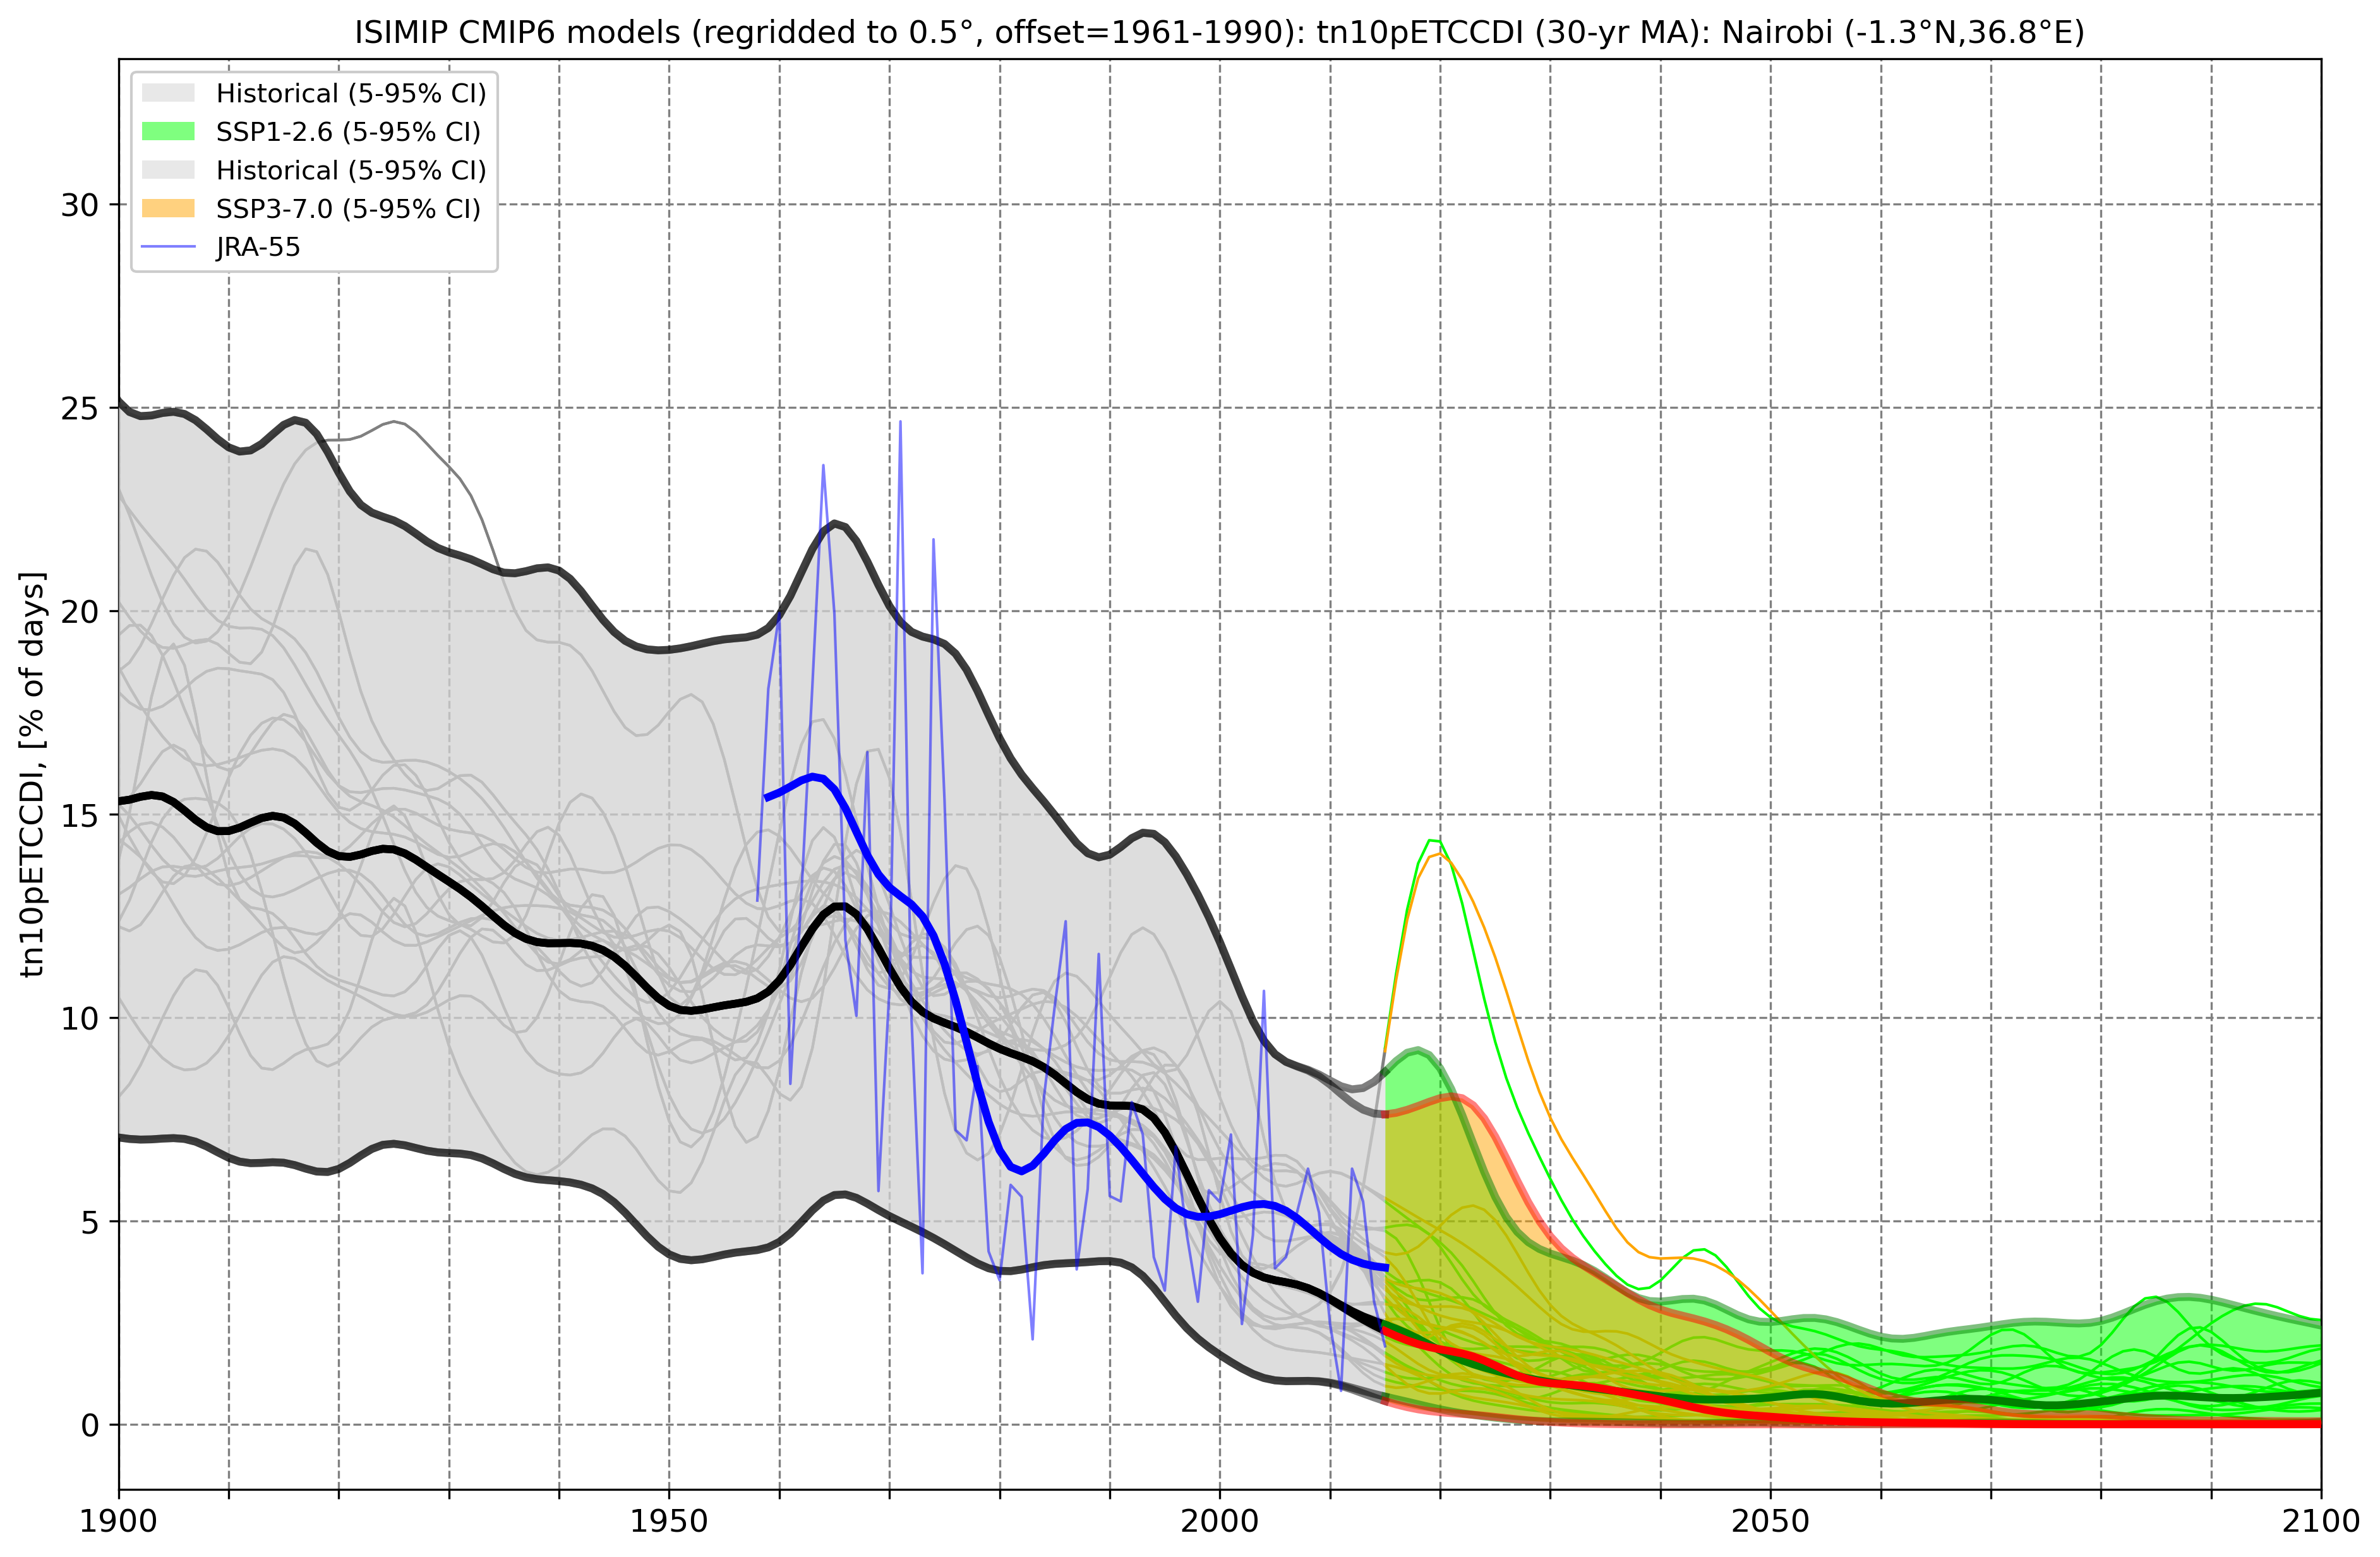 ISIMIP CMIP6 models (regridded to 0.5°, offset=1961-1990): tn10pETCCDI (30-yr MA): Nairobi (-1.3°N,36.8°E)
Historical (5-95% CI)
SSP1-2.6 (5-95% CI)
Historical (5-95% CI)
SSP3-7.0 (5-95% CI)
JRA-55
tn10pETCCDI, [% of days]
30
25
20
15
10
5
0
1900
1950
2000
2050
2100